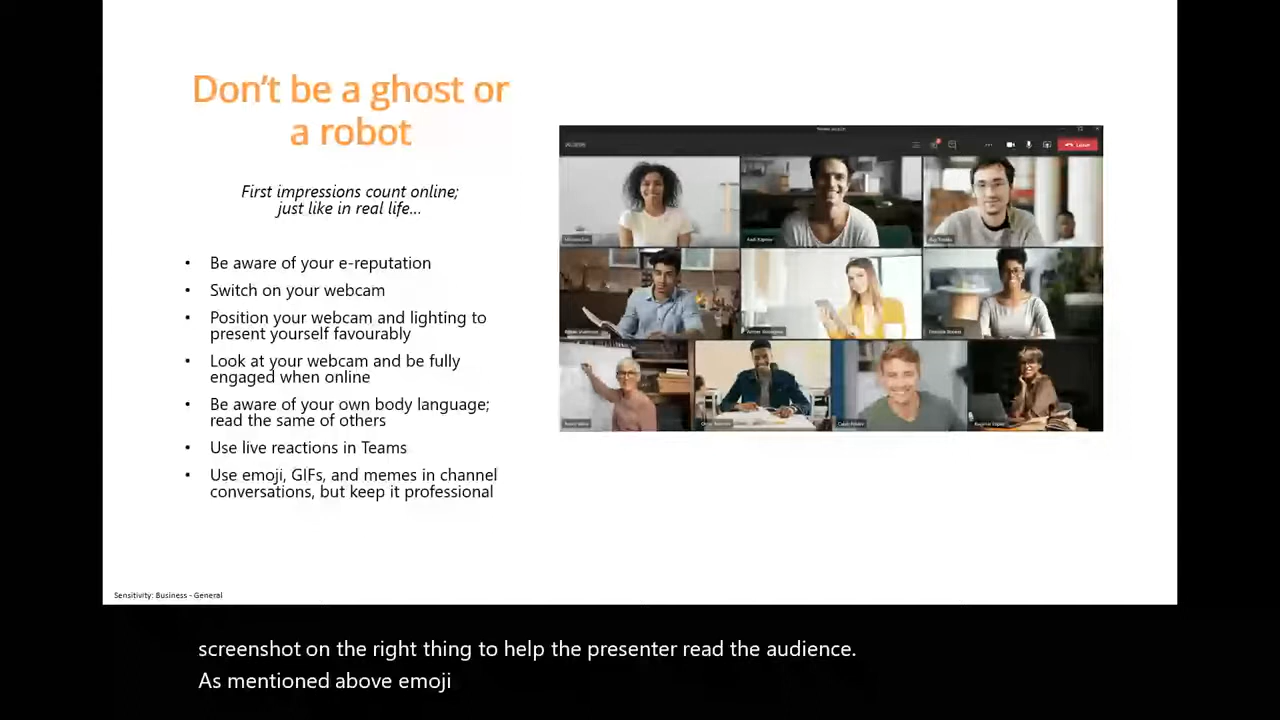 Don't be a ghost or
a robot
First impressions count online;
just like in real life...
• Be aware of your e-reputation
• Switch on your webcam
• Position your webcam and lighting to
present yourself favourably
• Look at your webcam and be fully
engaged when online
• Be aware of your own body language;
read the same of others
• Use live reactions in Teams
• Use emoji, GIFs, and memes in channel
conversations, but keep it professional
Leave
Sensitivity: Business - General
screenshot on the right thing to help the presenter read the audience.
As mentioned above emoji